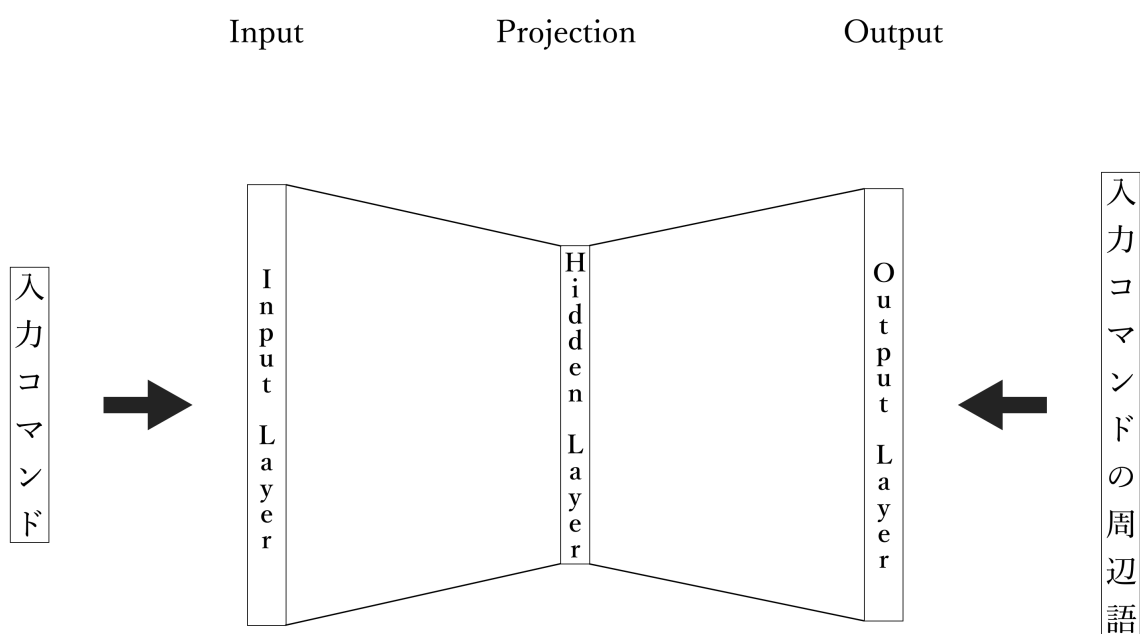 Input
Projection
Output
入力コマンド
Input Layer
Hidden Layer
Output Layer
入力コマンドの周辺語